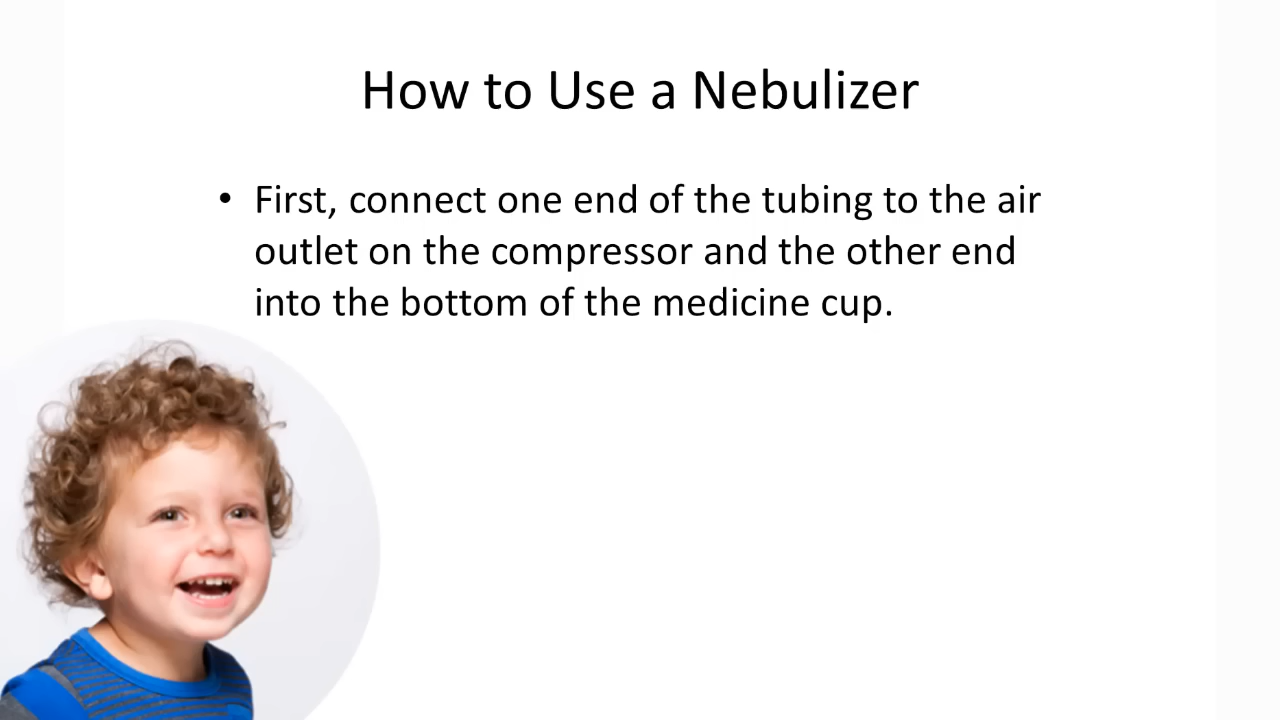 How to Use a Nebulizer
• First, connect one end of the tubing to the air
outlet on the compressor and the other end
into the bottom of the medicine cup.